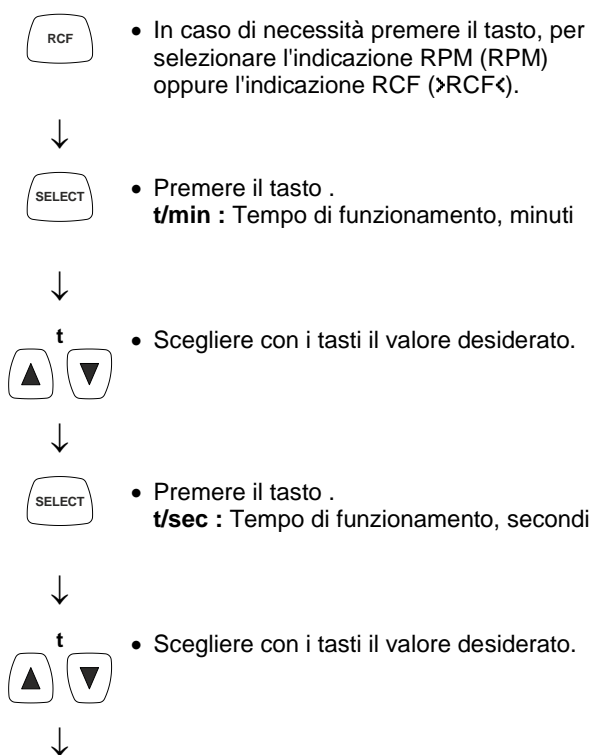 RCF
• In caso di necessità premere il tasto, per
selezionare l'indicazione RPM (RPM)
oppure l'indicazione RCF (>RCF<).
↓
SELECT
• Premere il tasto .
t/min : Tempo di funzionamento, minuti
↓
t
▲ ▼
• Scegliere con i tasti il valore desiderato.
↓
SELECT
• Premere il tasto .
t/sec : Tempo di funzionamento, secondi
↓
t
▲ ▼
• Scegliere con i tasti il valore desiderato.
↓